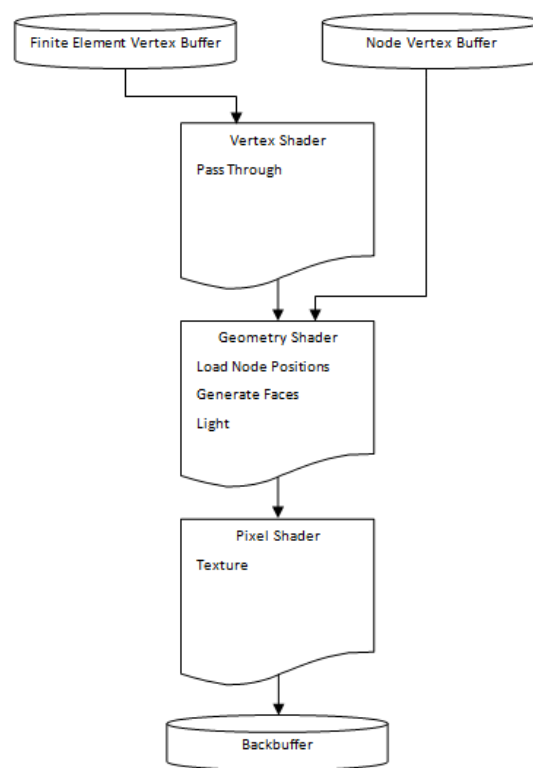 Finite Element Vertex Buffer
Node Vertex Buffer
Vertex Shader
Pass Through
Geometry Shader
Load Node Positions
Generate Faces
Light
Pixel Shader
Texture
Backbuffer